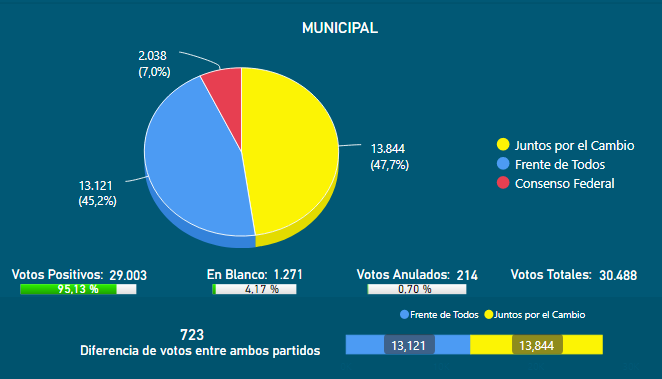 MUNICIPAL
2.038
(7,0%)
13.844
(47,7%)
13.121
(45,2%)
Juntos por el Cambio
Frente de Todos
Consenso Federal
Votos Positivos: 29.003
95,13 %
En Blanco: 1.271
4,17 %
Votos Anulados: 214
0,70 %
Votos Totales: 30.488
723
Diferencia de votos entre ambos partidos
Frente de Todos Juntos por el Cambio
13,121 13,844